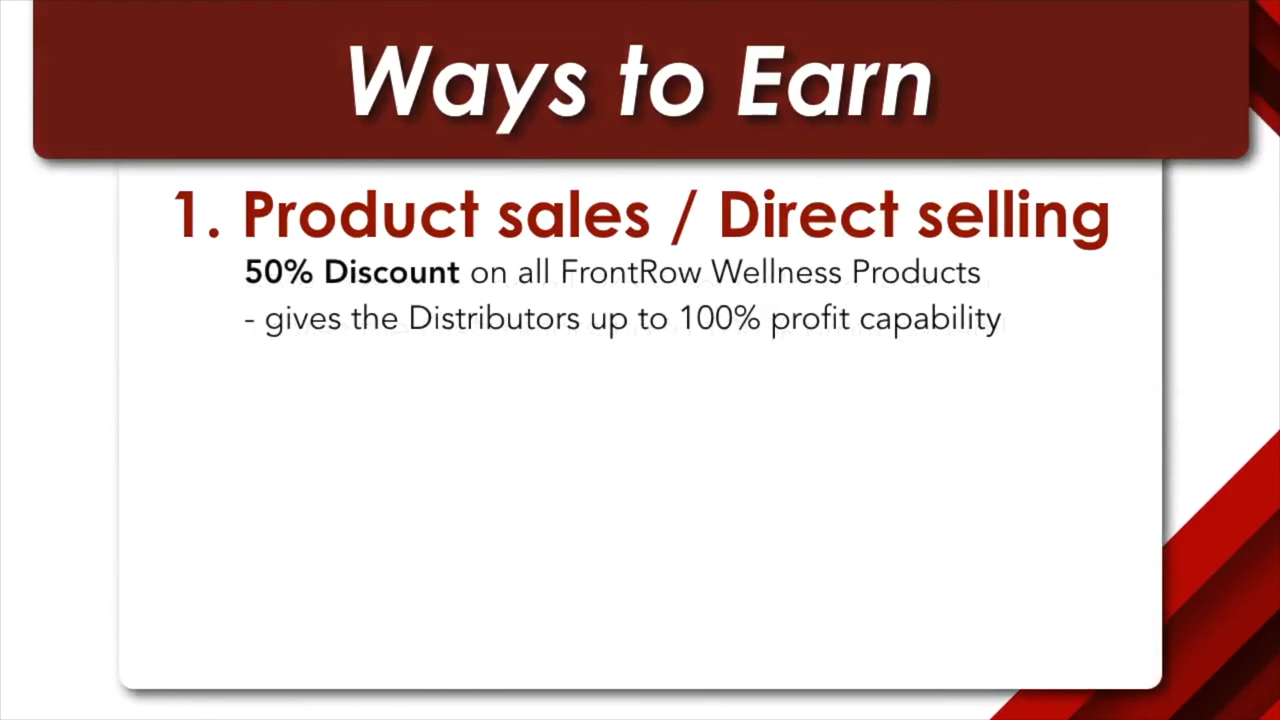 Ways to Earn
1. Product sales / Direct selling
50% Discount on all FrontRow Wellness Products
- gives the Distributors up to 100% profit capability